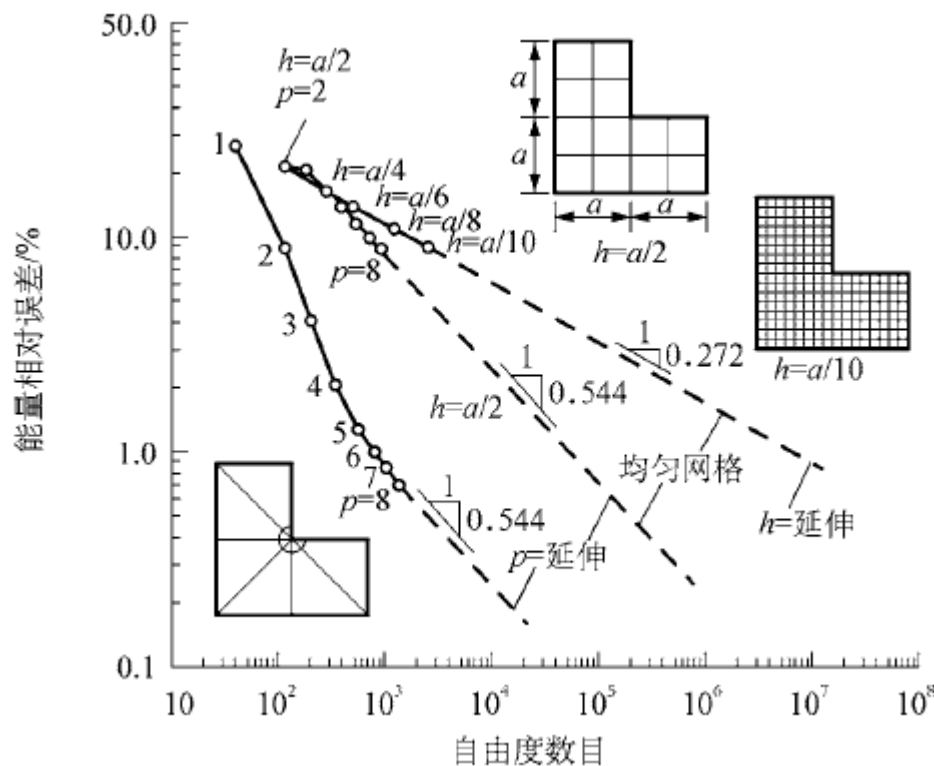 50.0
10.0
1.0
0.1
能量相对误差/%
10
10²
10³
10⁴
10⁵
10⁶
10⁷
10⁸
自由度数目
h=a/2
p=2
1
2
3
4
5
6
7
p=8
h=a/4
h=a/6
h=a/8
h=a/10
p=8
a
a
a
a
h=a/2
h=a/10
1
0.272
1
0.544
h=a/2
1
0.544
均匀网格
h=延伸
p=延伸